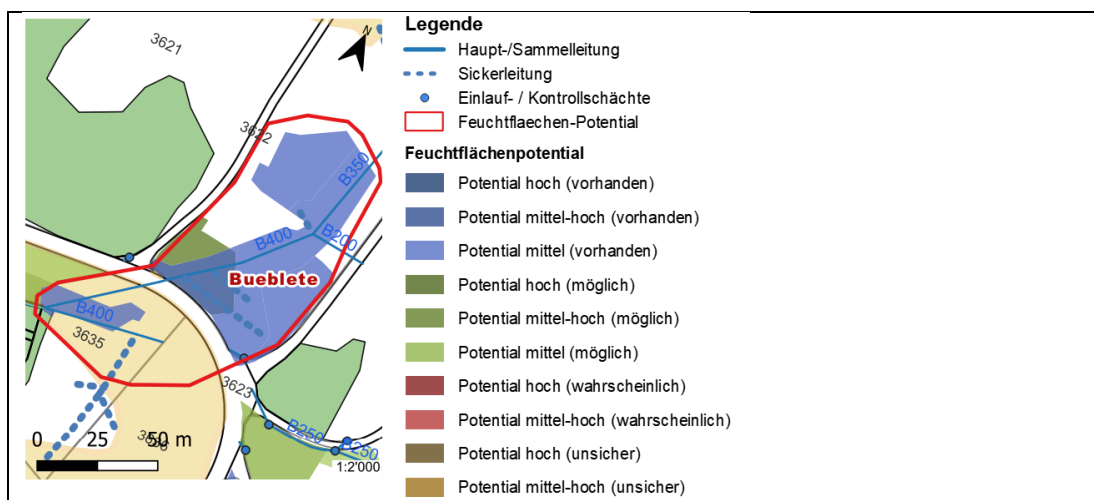 3621
N
3622
B350
B400
B200
Bueblete
B400
3635
3623
B250
B250
0 25 50 m
1:2'000
Legende
Haupt-/Sammelleitung
Sickerleitung
Einlauf- / Kontrollschächte
Feuchtflaechen-Potential
Feuchtflächenpotential
Potential hoch (vorhanden)
Potential mittel-hoch (vorhanden)
Potential mittel (vorhanden)
Potential hoch (möglich)
Potential mittel-hoch (möglich)
Potential mittel (möglich)
Potential hoch (wahrscheinlich)
Potential mittel-hoch (wahrscheinlich)
Potential hoch (unsicher)
Potential mittel-hoch (unsicher)